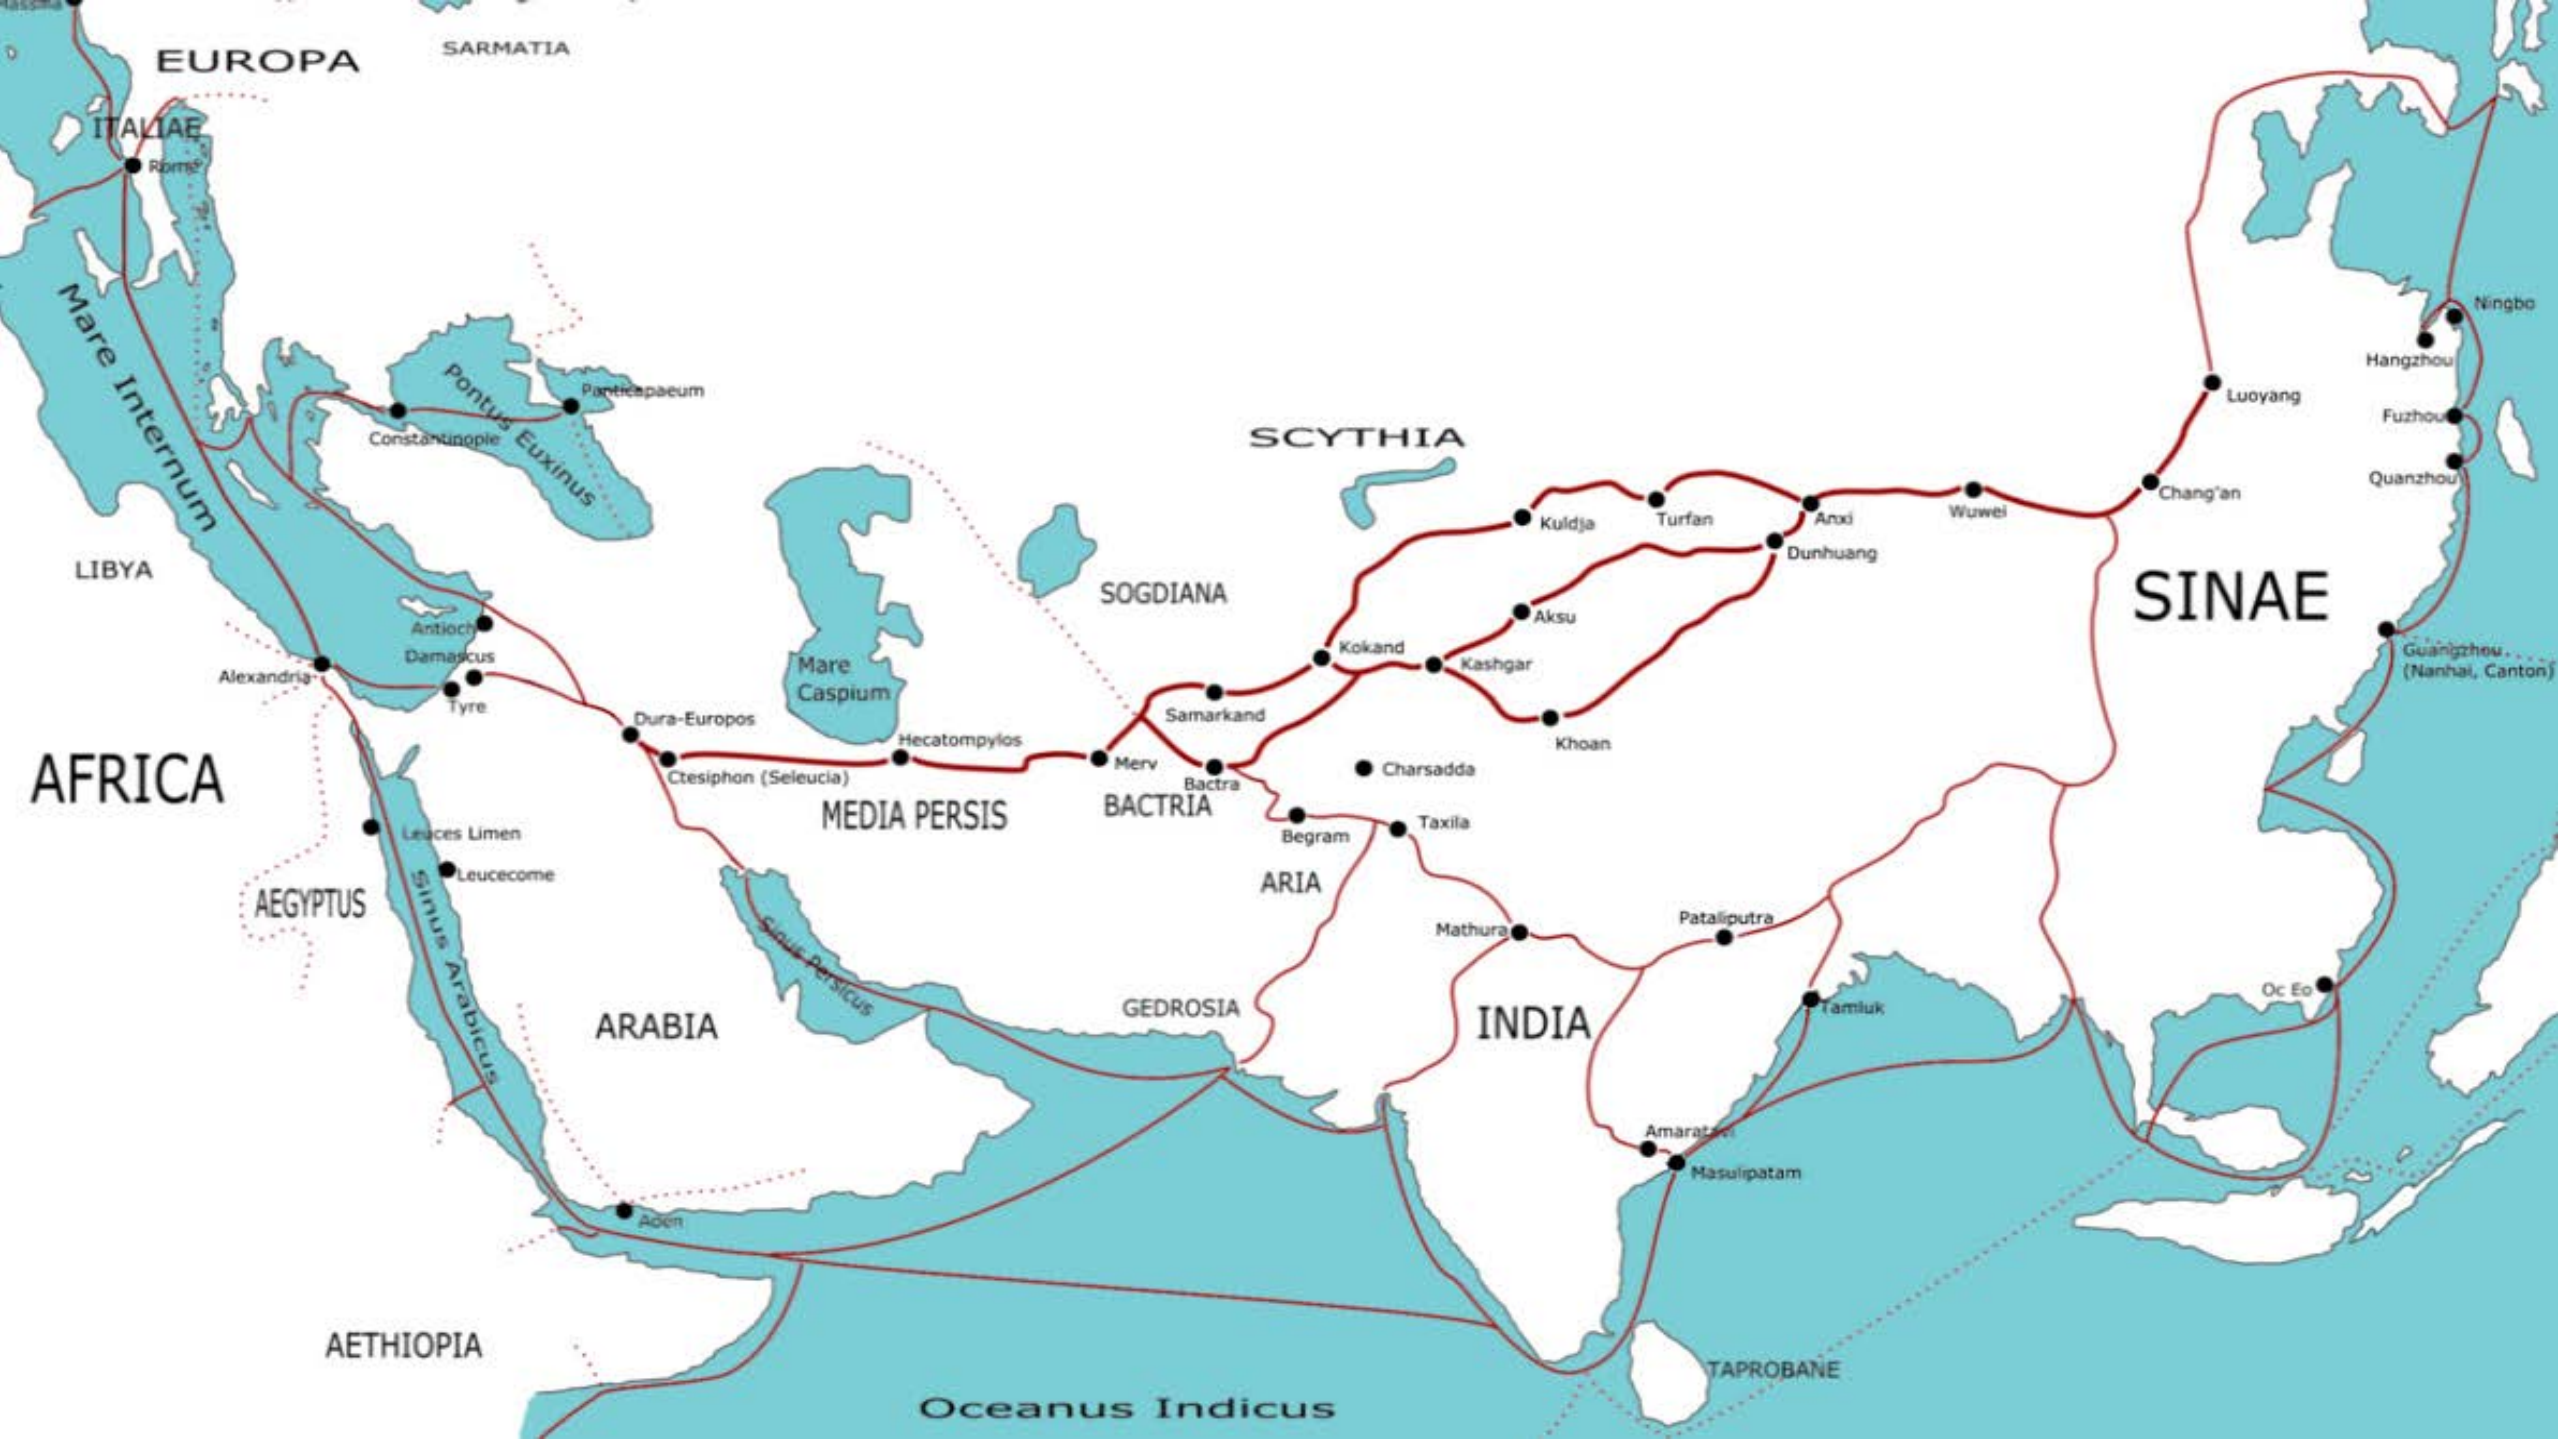 Massilia
EUROPA
SARMATIA
ITALIAE
Rome
Mare Internum
Pontus Euxinus
Panticapaeum
Constantinople
LIBYA
Antioch
Damascus
Alexandria
Tyre
AFRICA
Leuces Limen
Leucecome
AEGYPTUS
Sinus Arabicus
ARABIA
Aden
AETHIOPIA
Dura-Europos
Ctesiphon (Seleucia)
Mare
Caspium
Hecatompylos
MEDIA PERSIS
Sinus Persicus
SCYTHIA
SOGDIANA
Merv
Samarkand
Bactra
BACTRIA
Kokand
Kashgar
Kuldja
Turfan
Anxi
Dunhuang
Aksu
Khoan
Wuwei
Chang'an
Luoyang
SINAE
Ningbo
Hangzhou
Fuzhou
Quanzhou
Guangzhou
(Nanhai, Canton)
Charsadda
Begram
Taxila
ARIA
Mathura
Pataliputra
GEDROSIA
INDIA
Tamluk
Amaratavi
Masulipatam
Oc Eo
TAPROBANE
Oceanus Indicus